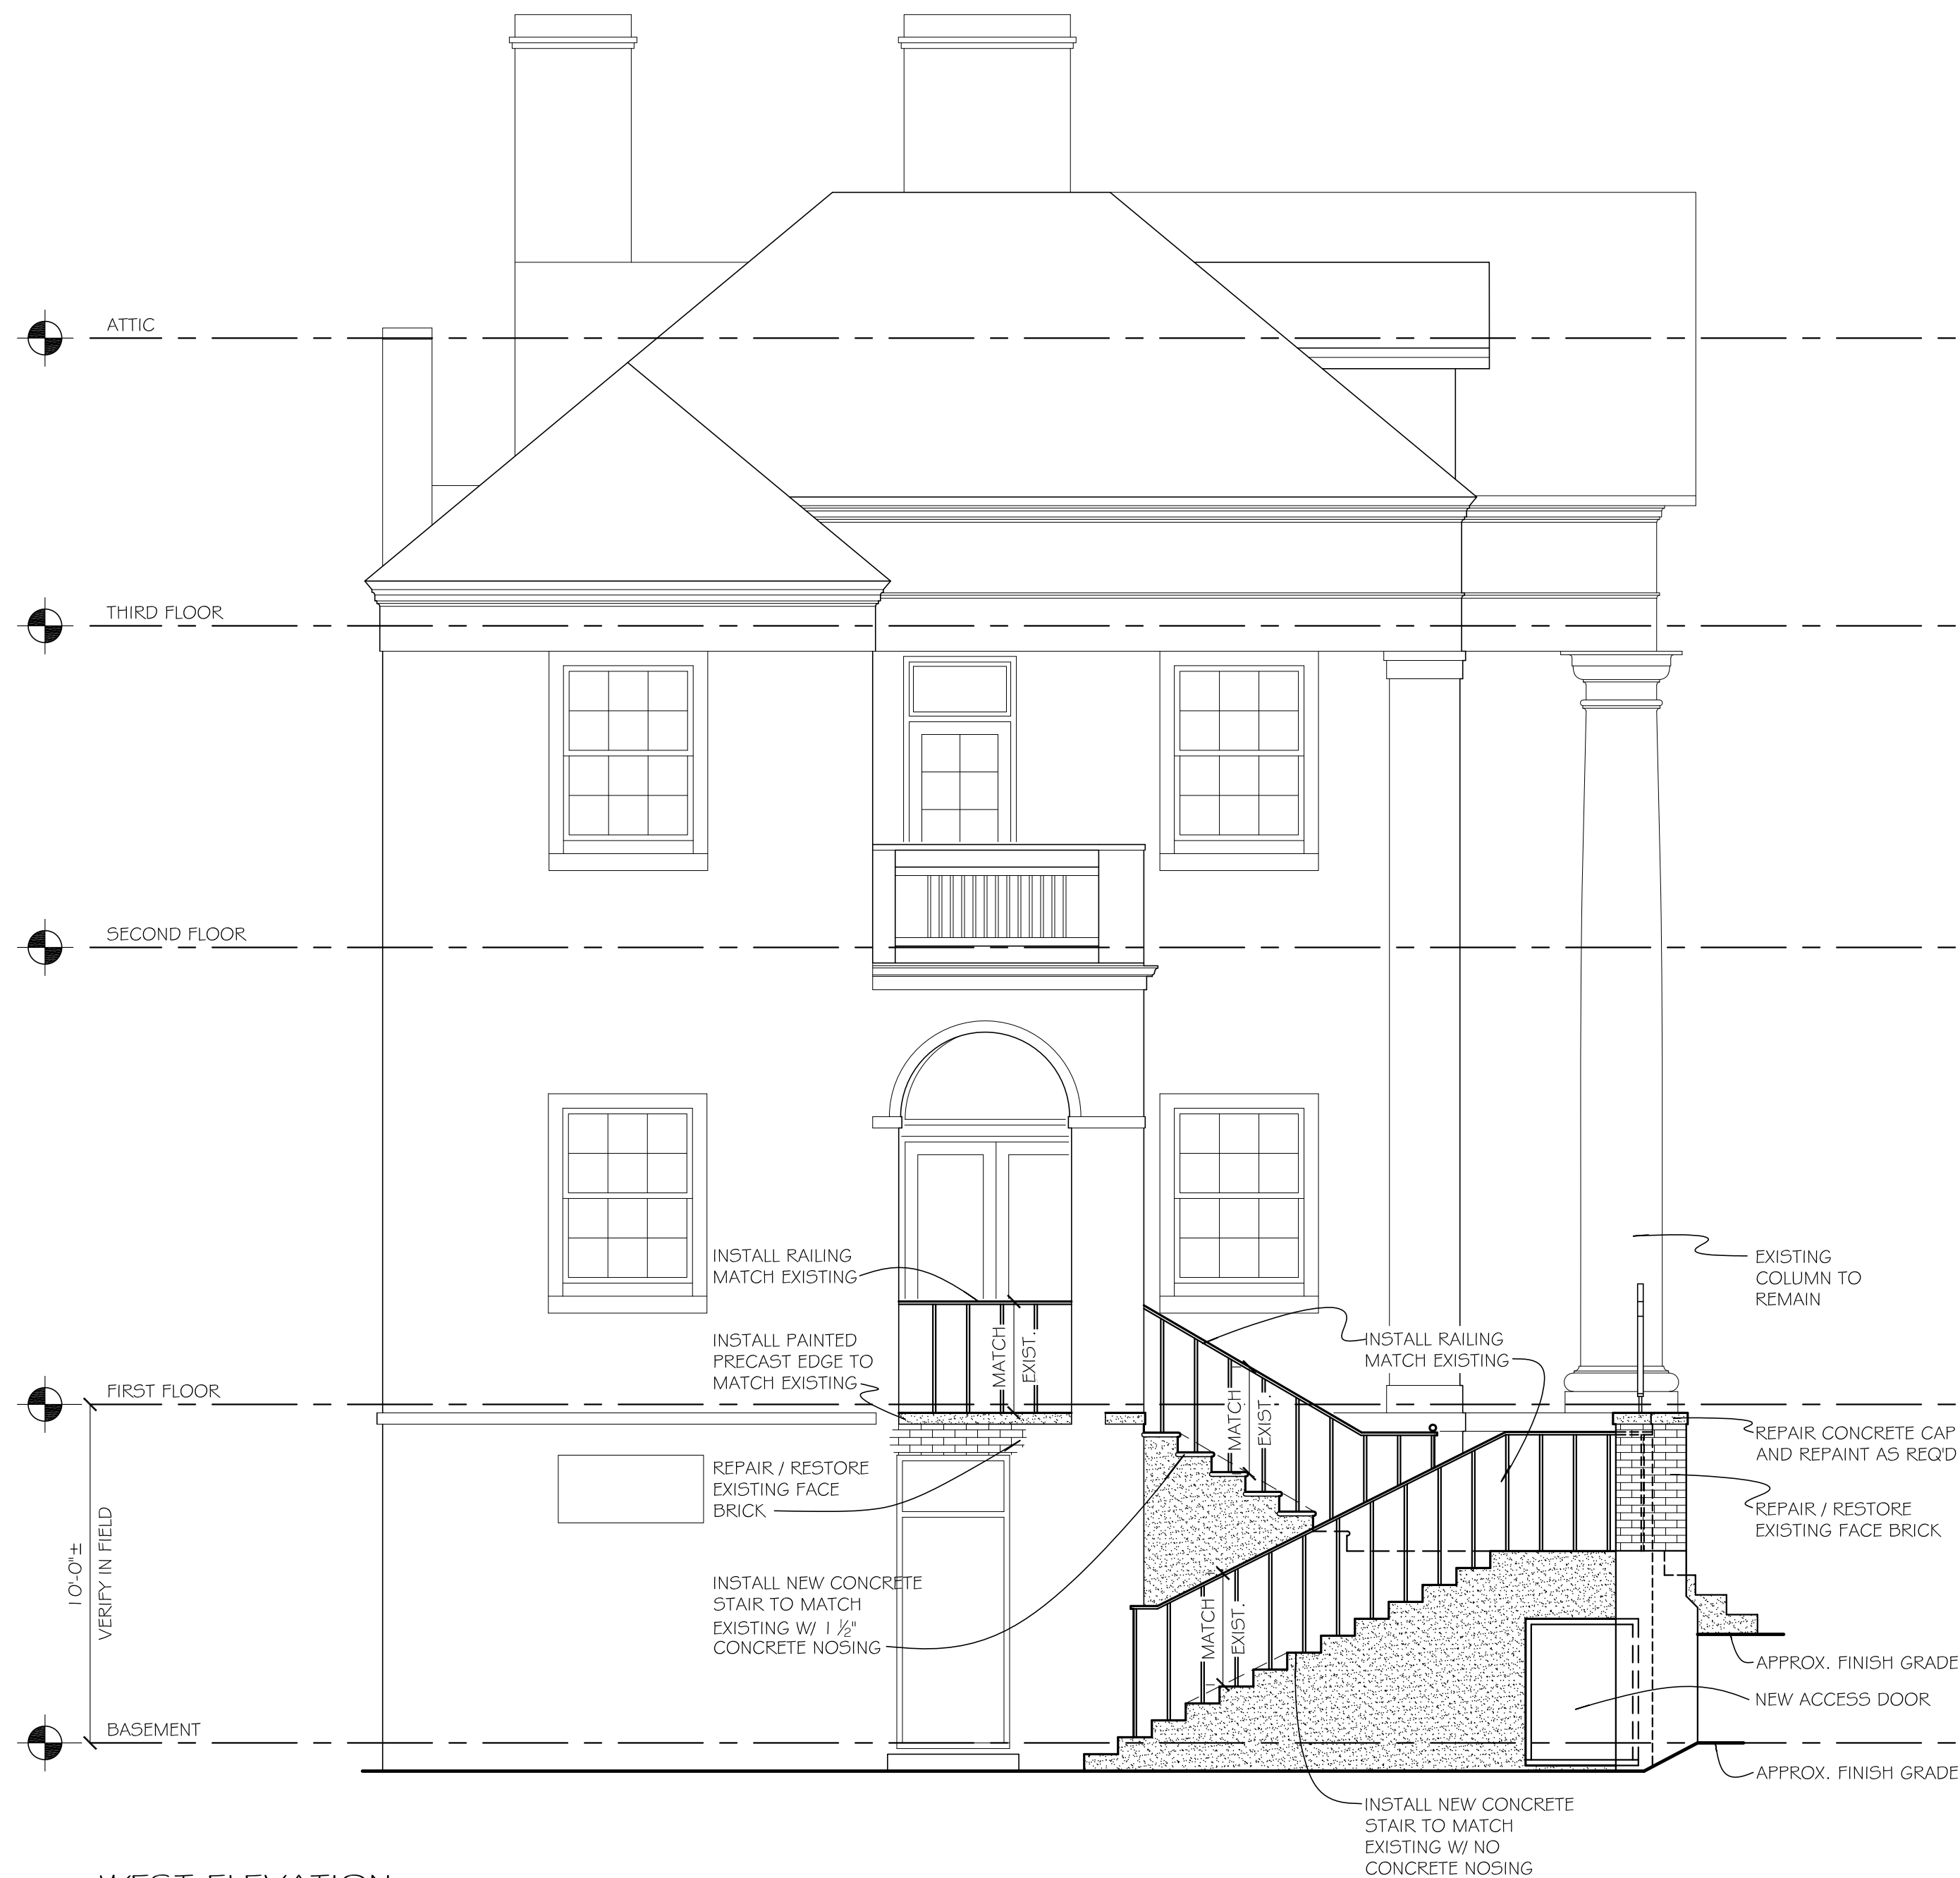 ATTIC
THIRD FLOOR
SECOND FLOOR
INSTALL RAILING
MATCH EXISTING
EXISTING
COLUMN TO
REMAIN
INSTALL PAINTED
PRECAST EDGE TO
MATCH EXISTING
MATCH
EXIST.
INSTALL RAILING
MATCH EXISTING
FIRST FLOOR
MATCH
EXIST.
REPAIR CONCRETE CAP
AND REPAINT AS REQ'D
REPAIR / RESTORE
EXISTING FACE
BRICK
REPAIR / RESTORE
EXISTING FACE BRICK
10'-0"±
VERIFY IN FIELD
INSTALL NEW CONCRETE
STAIR TO MATCH
EXISTING W/ 1 ½"
CONCRETE NOSING
MATCH
EXIST.
APPROX. FINISH GRADE
NEW ACCESS DOOR
BASEMENT
APPROX. FINISH GRADE
INSTALL NEW CONCRETE
STAIR TO MATCH
EXISTING W/ NO
CONCRETE NOSING
WEST ELEVATION